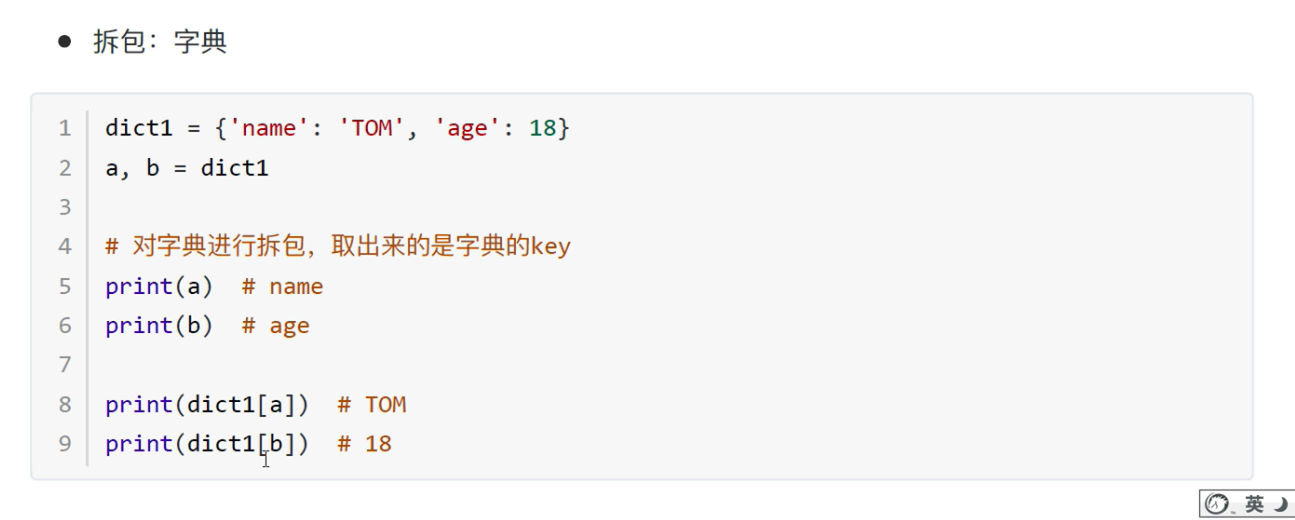 • 拆包：字典
1 dict1 = {'name': 'TOM', 'age': 18}
2 a, b = dict1
3
4 # 对字典进行拆包，取出来的是字典的key
5 print(a)  # name
6 print(b)  # age
7
8 print(dict1[a])  # TOM
9 print(dict1[b])  # 18
英